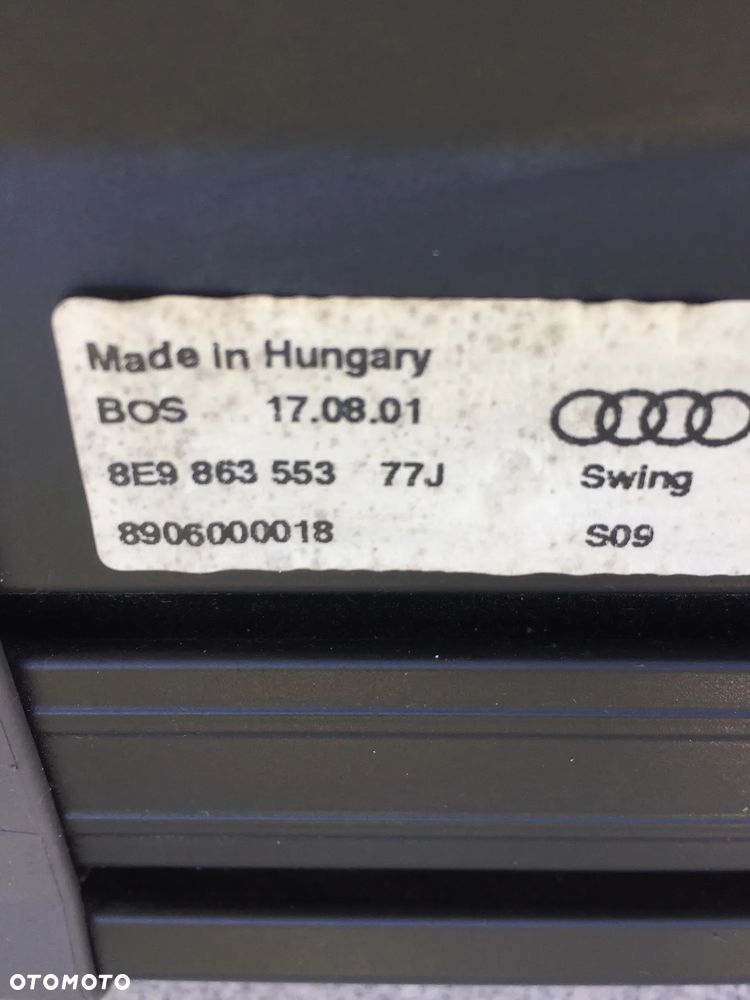 Made in Hungary
BOS 17.08.01
8E9 863 553 77J Swing
8906000018 S09
OTOMOTO